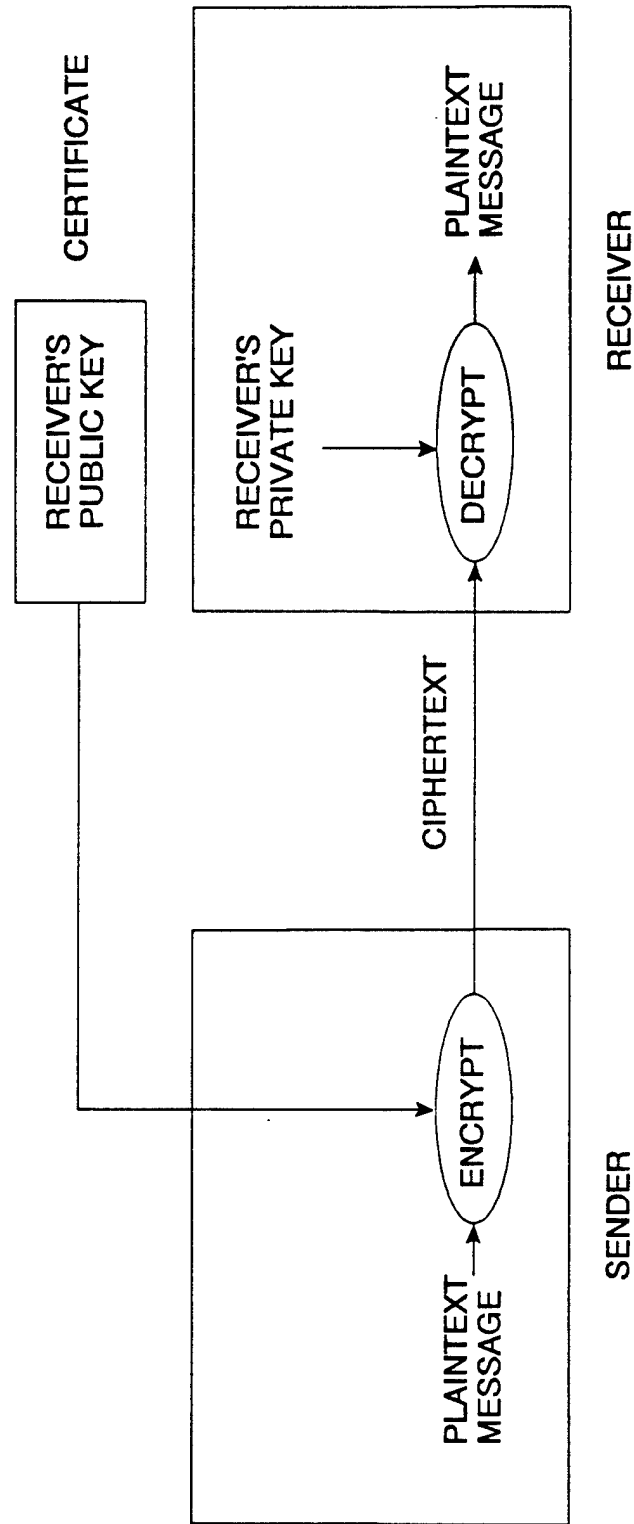 RECEIVER'S
PUBLIC KEY
CERTIFICATE
RECEIVER'S
PRIVATE KEY
PLAINTEXT
MESSAGE
ENCRYPT
CIPHERTEXT
DECRYPT
PLAINTEXT
MESSAGE
SENDER
RECEIVER